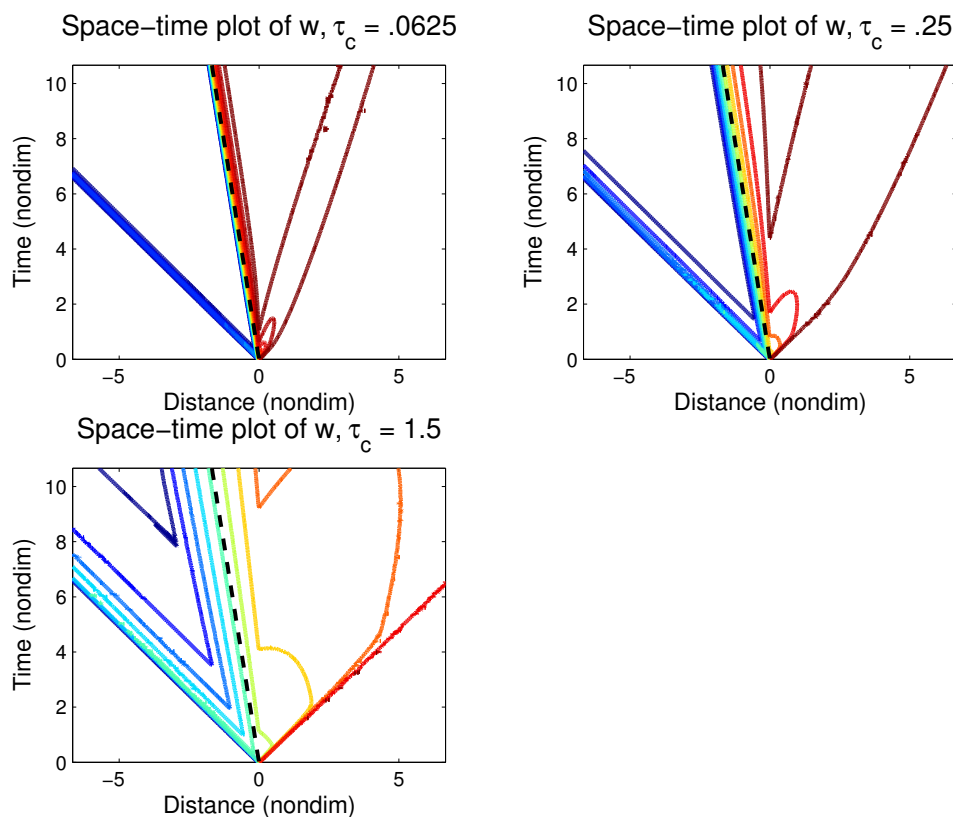 Space−time plot of w, τc = .0625
10
8
6
4
2
0
−5 0 5
Time (nondim)
Distance (nondim)
Space−time plot of w, τc = .25
10
8
6
4
2
0
−5 0 5
Time (nondim)
Distance (nondim)
Space−time plot of w, τc = 1.5
10
8
6
4
2
0
−5 0 5
Time (nondim)
Distance (nondim)